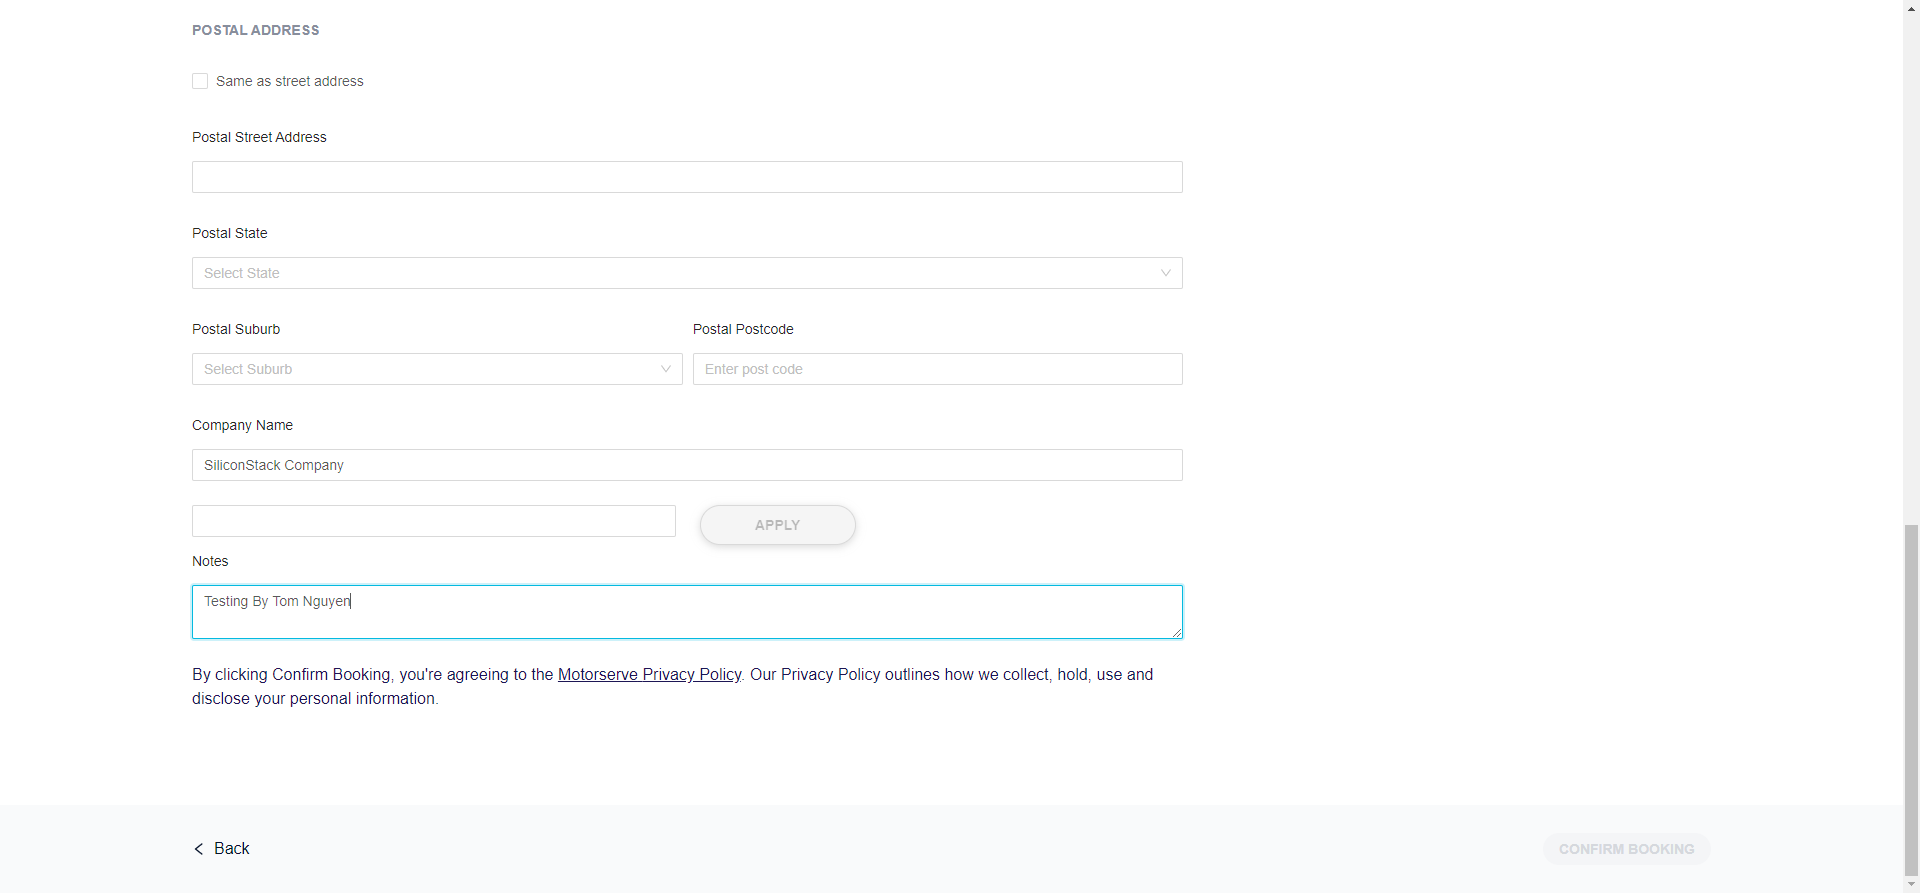 POSTAL ADDRESS
Same as street address
Postal Street Address
Postal State
Select State
Postal Suburb Postal Postcode
Select Suburb Enter post code
Company Name
SiliconStack Company
APPLY
Notes
Testing By Tom Nguyen
By clicking Confirm Booking, you're agreeing to the Motorserve Privacy Policy. Our Privacy Policy outlines how we collect, hold, use and
disclose your personal information.
Back CONFIRM BOOKING